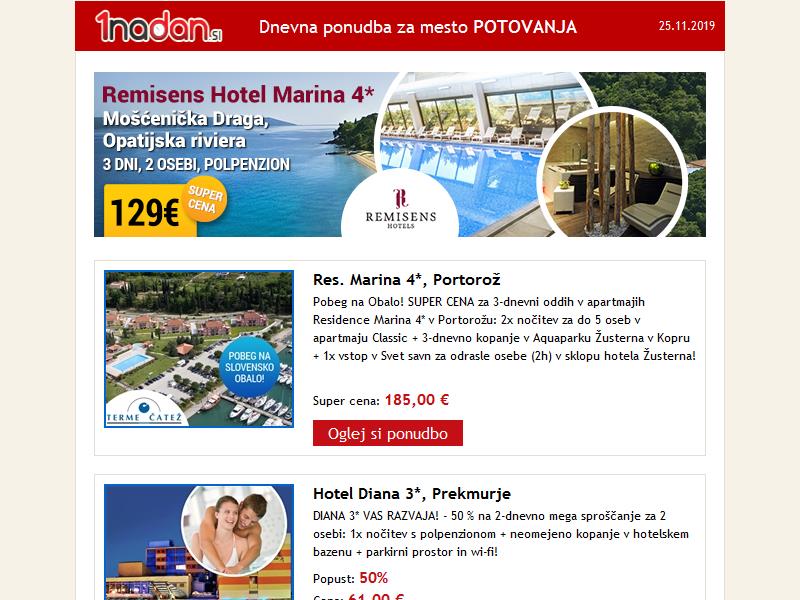 1nadan.si
Dnevna ponudba za mesto POTOVANJA
25.11.2019
Remisens Hotel Marina 4*
Mošćenička Draga,
Opatijska riviera
3 DNI, 2 OSEBI, POLPENZION
129€
SUPER
CENA
R
REMISENS
HOTELS
Res. Marina 4*, Portorož
Pobeg na Obalo! SUPER CENA za 3-dnevni oddih v apartmajih
Residence Marina 4* v Portorožu: 2x nočitev za do 5 oseb v
apartmaju Classic + 3-dnevno kopanje v Aquaparku Žusterna v Kopru
+ 1x vstop v Svet savn za odrasle osebe (2h) v sklopu hotela Žusterna!
POBEG NA
SLOVENSKO
OBALO!
TERME ČATEŽ
Super cena: 185,00 €
Oglej si ponudbo
Hotel Diana 3*, Prekmurje
DIANA 3* VAS RAZVAJA! - 50 % na 2-dnevno mega sproščanje za 2
osebi: 1x nočitev s polpenzionom + neomejeno kopanje v hotelskem
bazenu + parkirni prostor in wi-fi!
Popust: 50%
Cena: 61,00 €